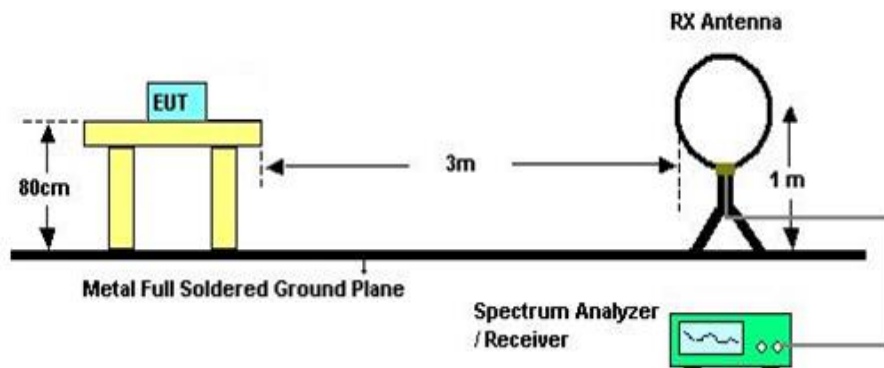 RX Antenna
EUT
80cm
3m
1 m
Metal Full Soldered Ground Plane
Spectrum Analyzer
/ Receiver